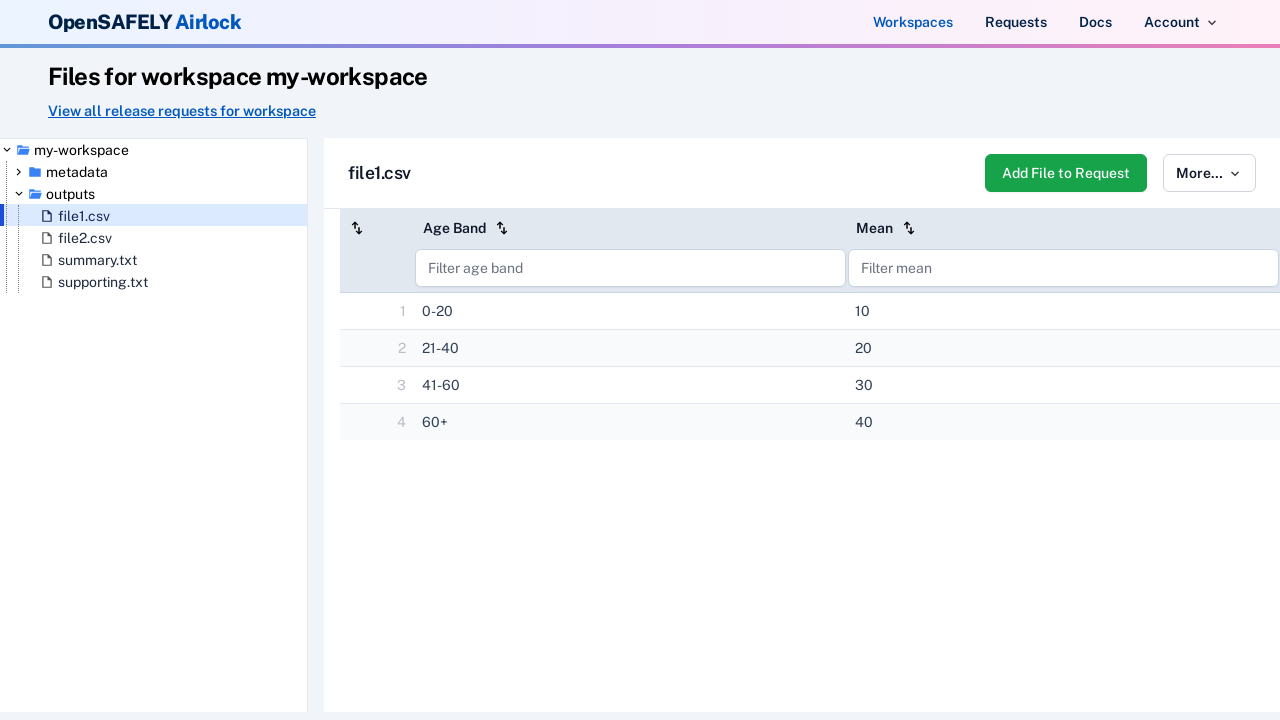 OpenSAFELY Airlock
Workspaces Requests Docs Account
Files for workspace my-workspace
View all release requests for workspace
my-workspace
metadata
outputs
file1.csv
file2.csv
summary.txt
supporting.txt
file1.csv
Add File to Request
More...
Age Band Mean
Filter age band Filter mean
1 0-20 10
2 21-40 20
3 41-60 30
4 60+ 40